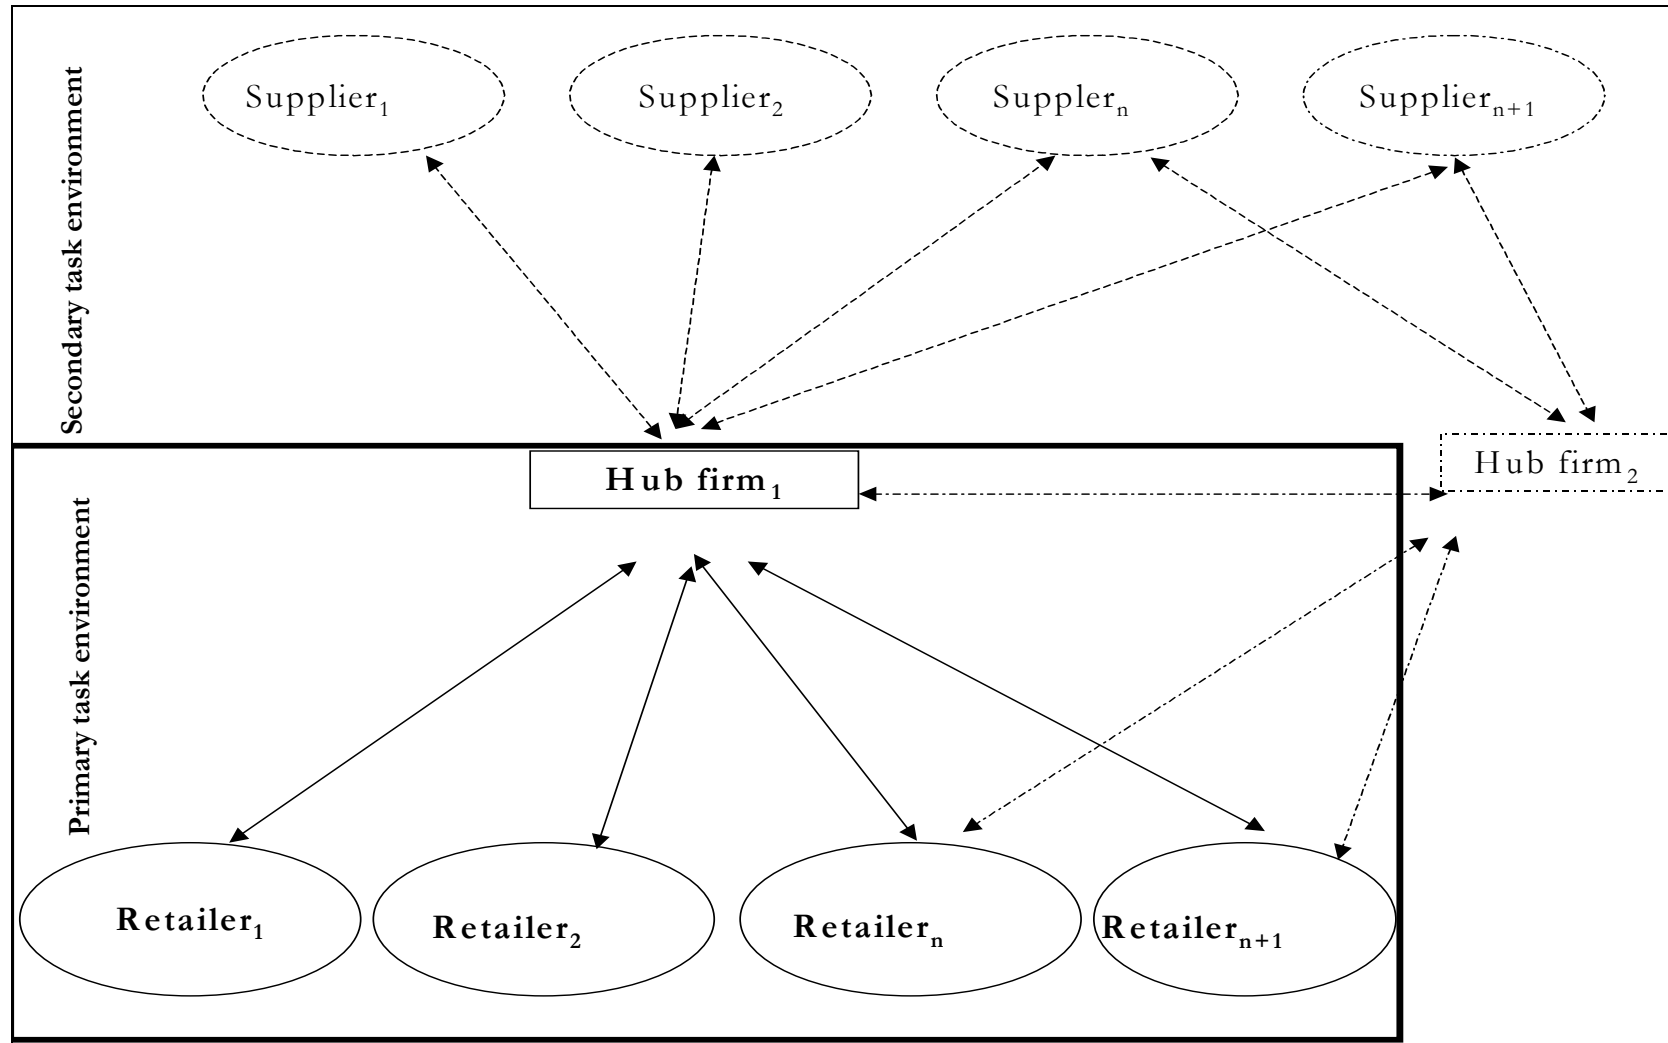 Secondary task environment
Supplier₁
Supplier₂
Supplerₙ
Supplierₙ₊₁
Hub firm₁
Hub firm₂
Primary task environment
Retailer₁
Retailer₂
Retailerₙ
Retailerₙ₊₁